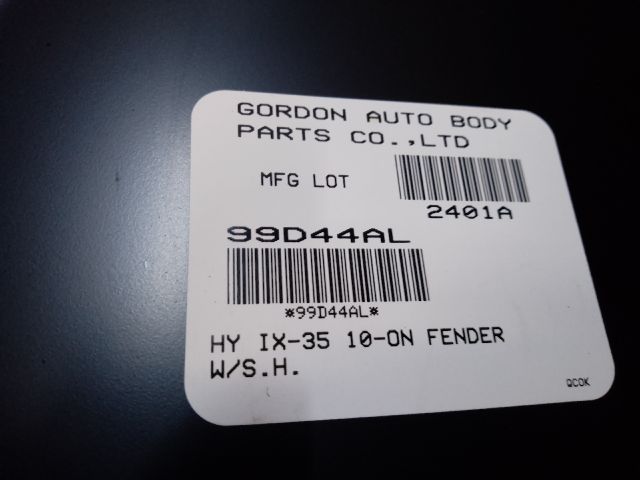 GORDON AUTO BODY
PARTS CO.,LTD
MFG LOT
2401A
99D44AL
*99D44AL*
HY IX-35 10-ON FENDER
W/S.H.
QCOK